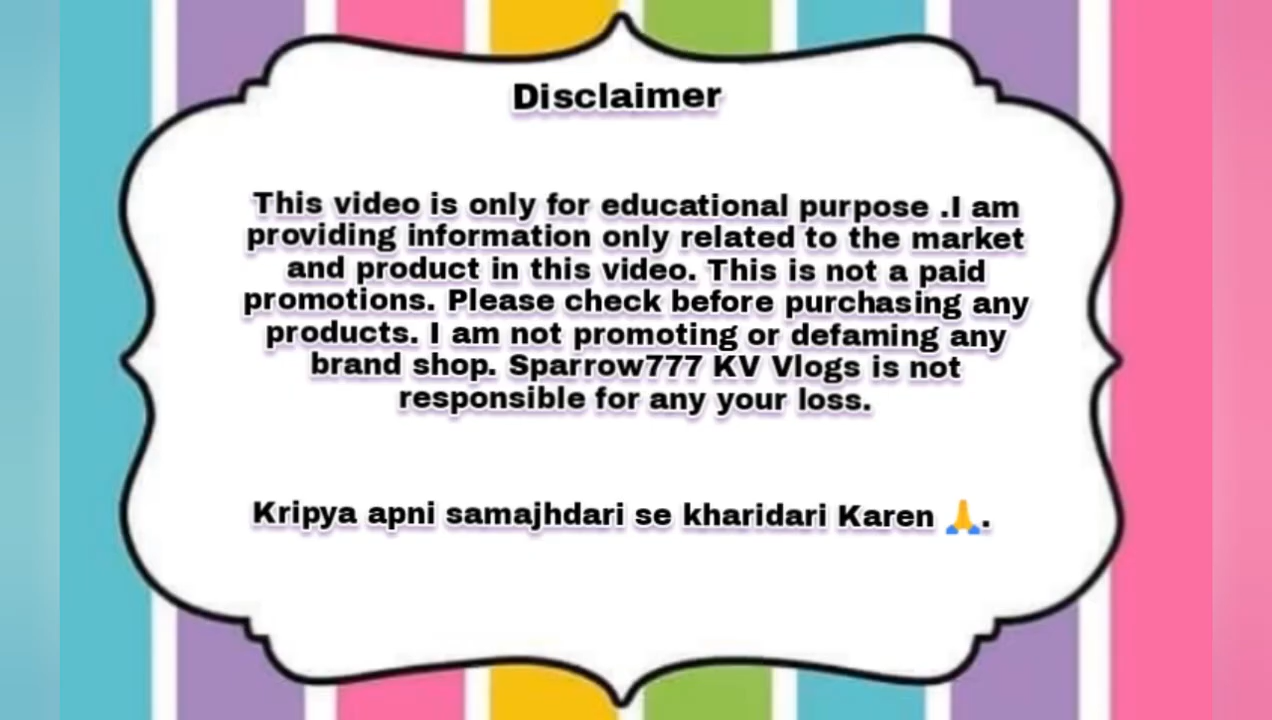 Disclaimer
This video is only for educational purpose .I am
providing information only related to the market
and product in this video. This is not a paid
promotions. Please check before purchasing any
products. I am not promoting or defaming any
brand shop. Sparrow777 KV Vlogs is not
responsible for any your loss.
Kripya apni samajhdari se kharidari Karen 🙏.